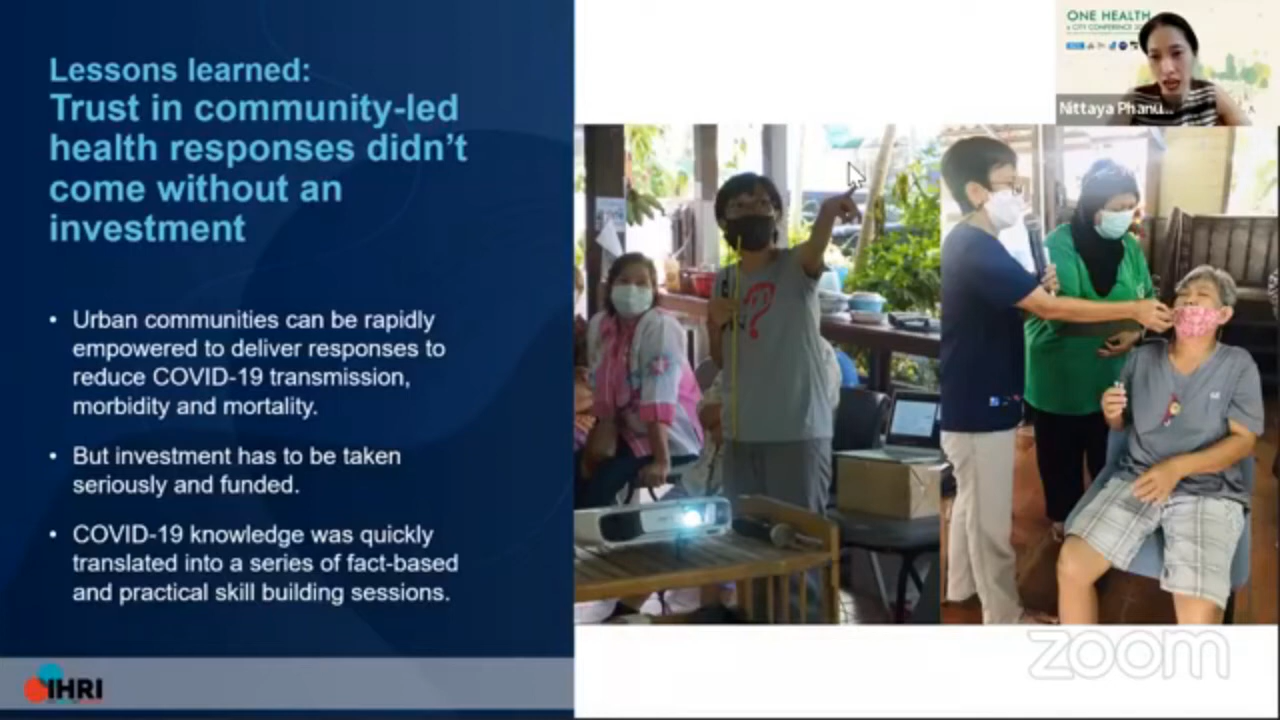 Lessons learned:
Trust in community-led
health responses didn't
come without an
investment
• Urban communities can be rapidly
empowered to deliver responses to
reduce COVID-19 transmission,
morbidity and mortality.
• But investment has to be taken
seriously and funded.
• COVID-19 knowledge was quickly
translated into a series of fact-based
and practical skill building sessions.
IHRI
ONE HEALTH
CITY CONFERENCE
Nittaya Phanu...
zoom